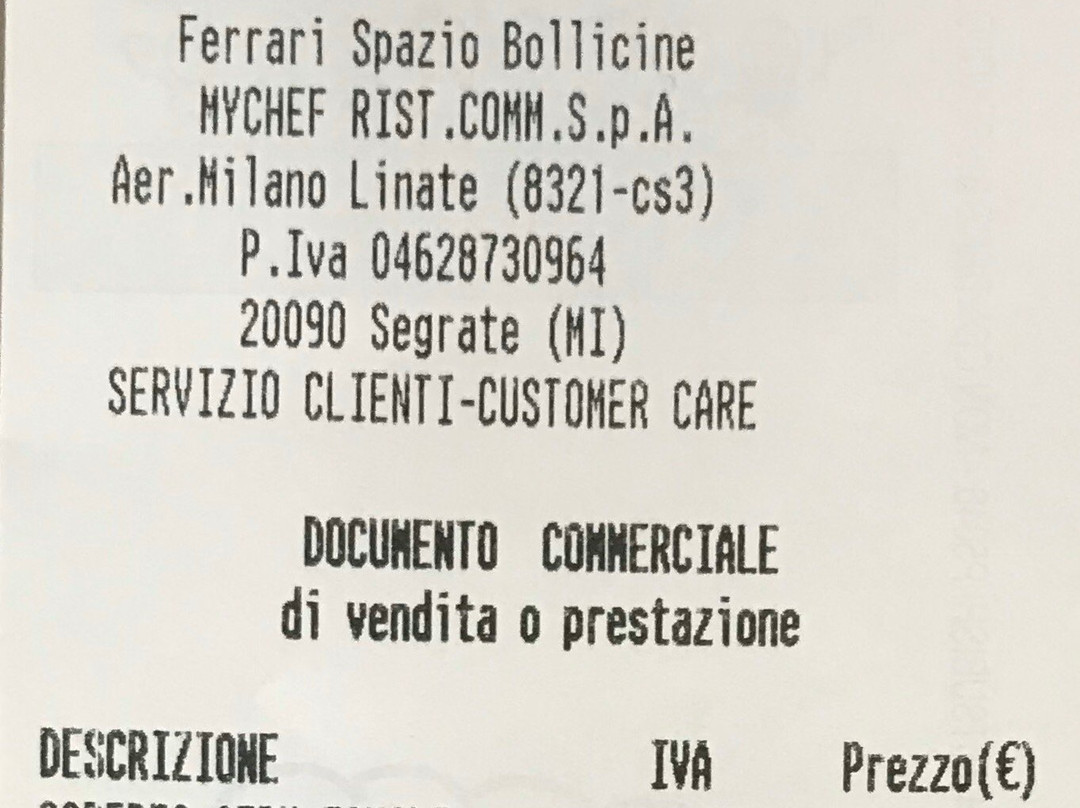 Ferrari Spazio Bollicine
MYCHEF RIST.COMM.S.p.A.
Aer.Milano Linate (8321-cs3)
P.Iva 04628730964
20090 Segrate (MI)
SERVIZIO CLIENTI-CUSTOMER CARE
DOCUMENTO COMMERCIALE
di vendita o prestazione
DESCRIZIONE IVA Prezzo(€)